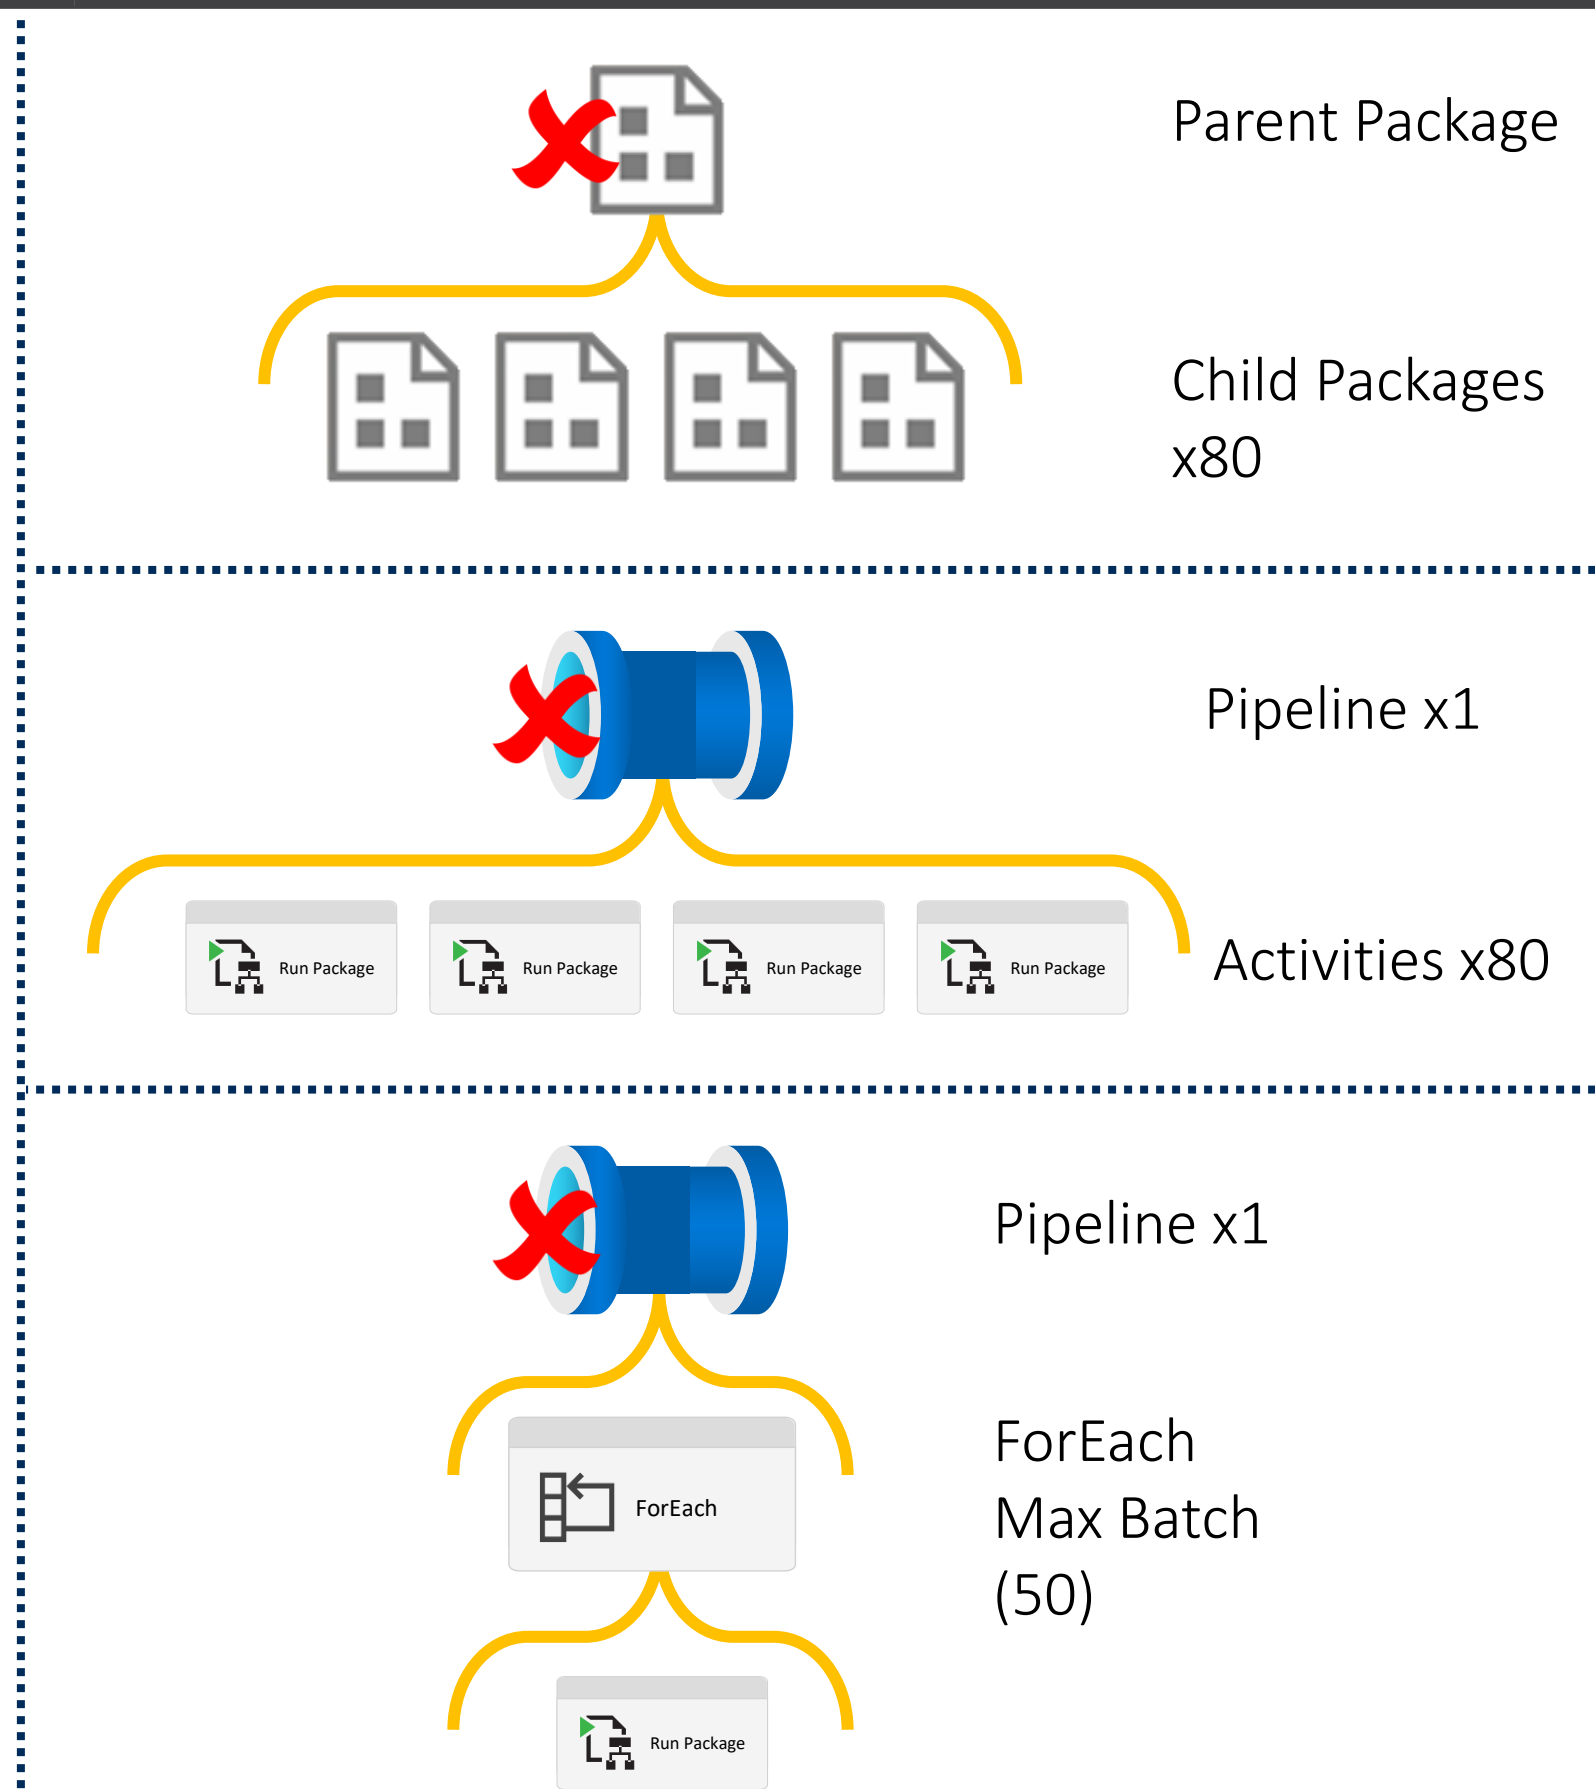 Parent Package
Child Packages
x80
Pipeline x1
Run Package
Run Package
Run Package
Run Package
Activities x80
Pipeline x1
ForEach
Max Batch
(50)
ForEach
Run Package